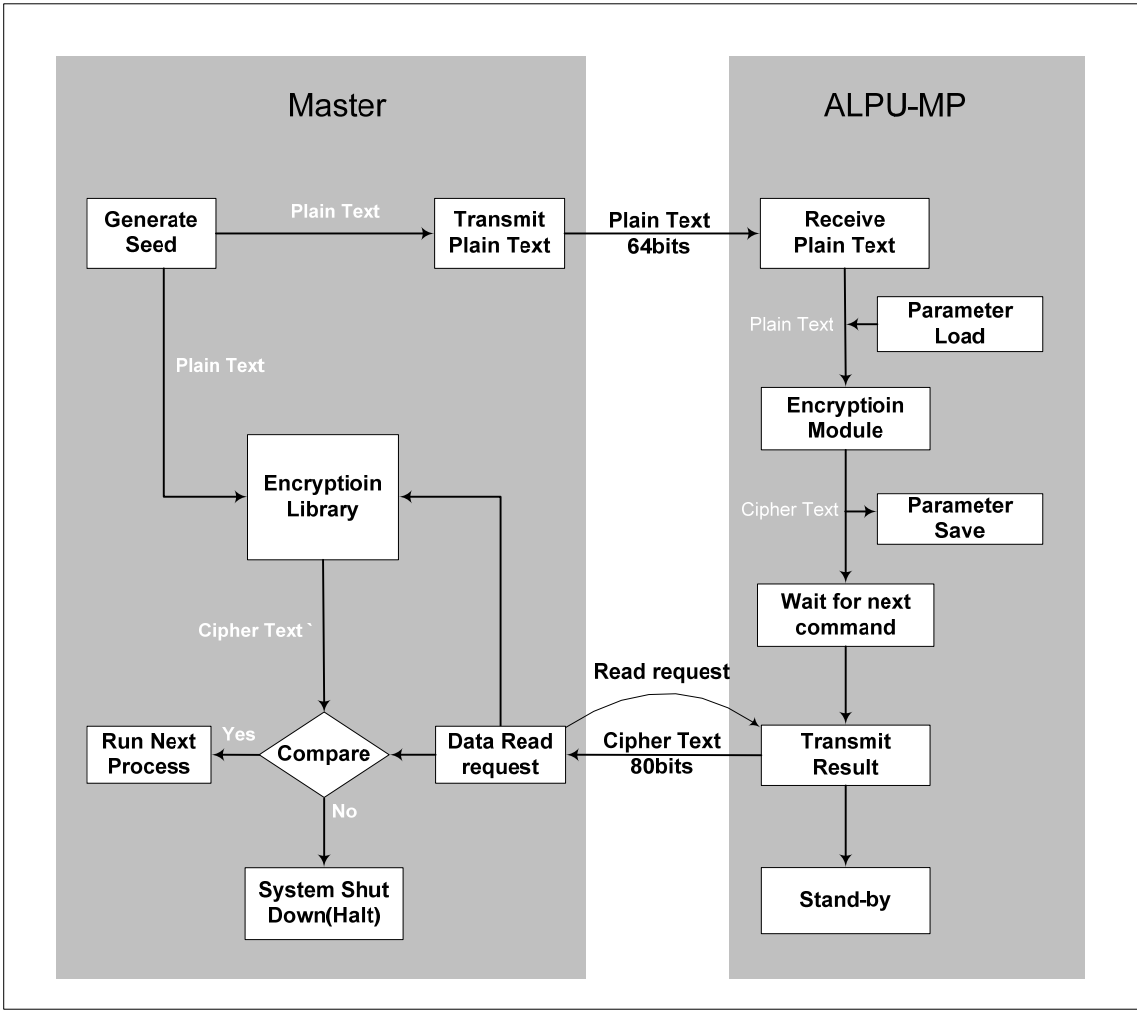 Master
ALPU-MP
Generate
Seed
Plain Text
Transmit
Plain Text
Plain Text
64bits
Receive
Plain Text
Plain Text
Parameter
Load
Plain Text
Encryptioin
Module
Encryptioin
Library
Cipher Text
Parameter
Save
Wait for next
command
Cipher Text `
Read request
Run Next
Process
Yes
Compare
Data Read
request
Cipher Text
80bits
Transmit
Result
No
System Shut
Down(Halt)
Stand-by